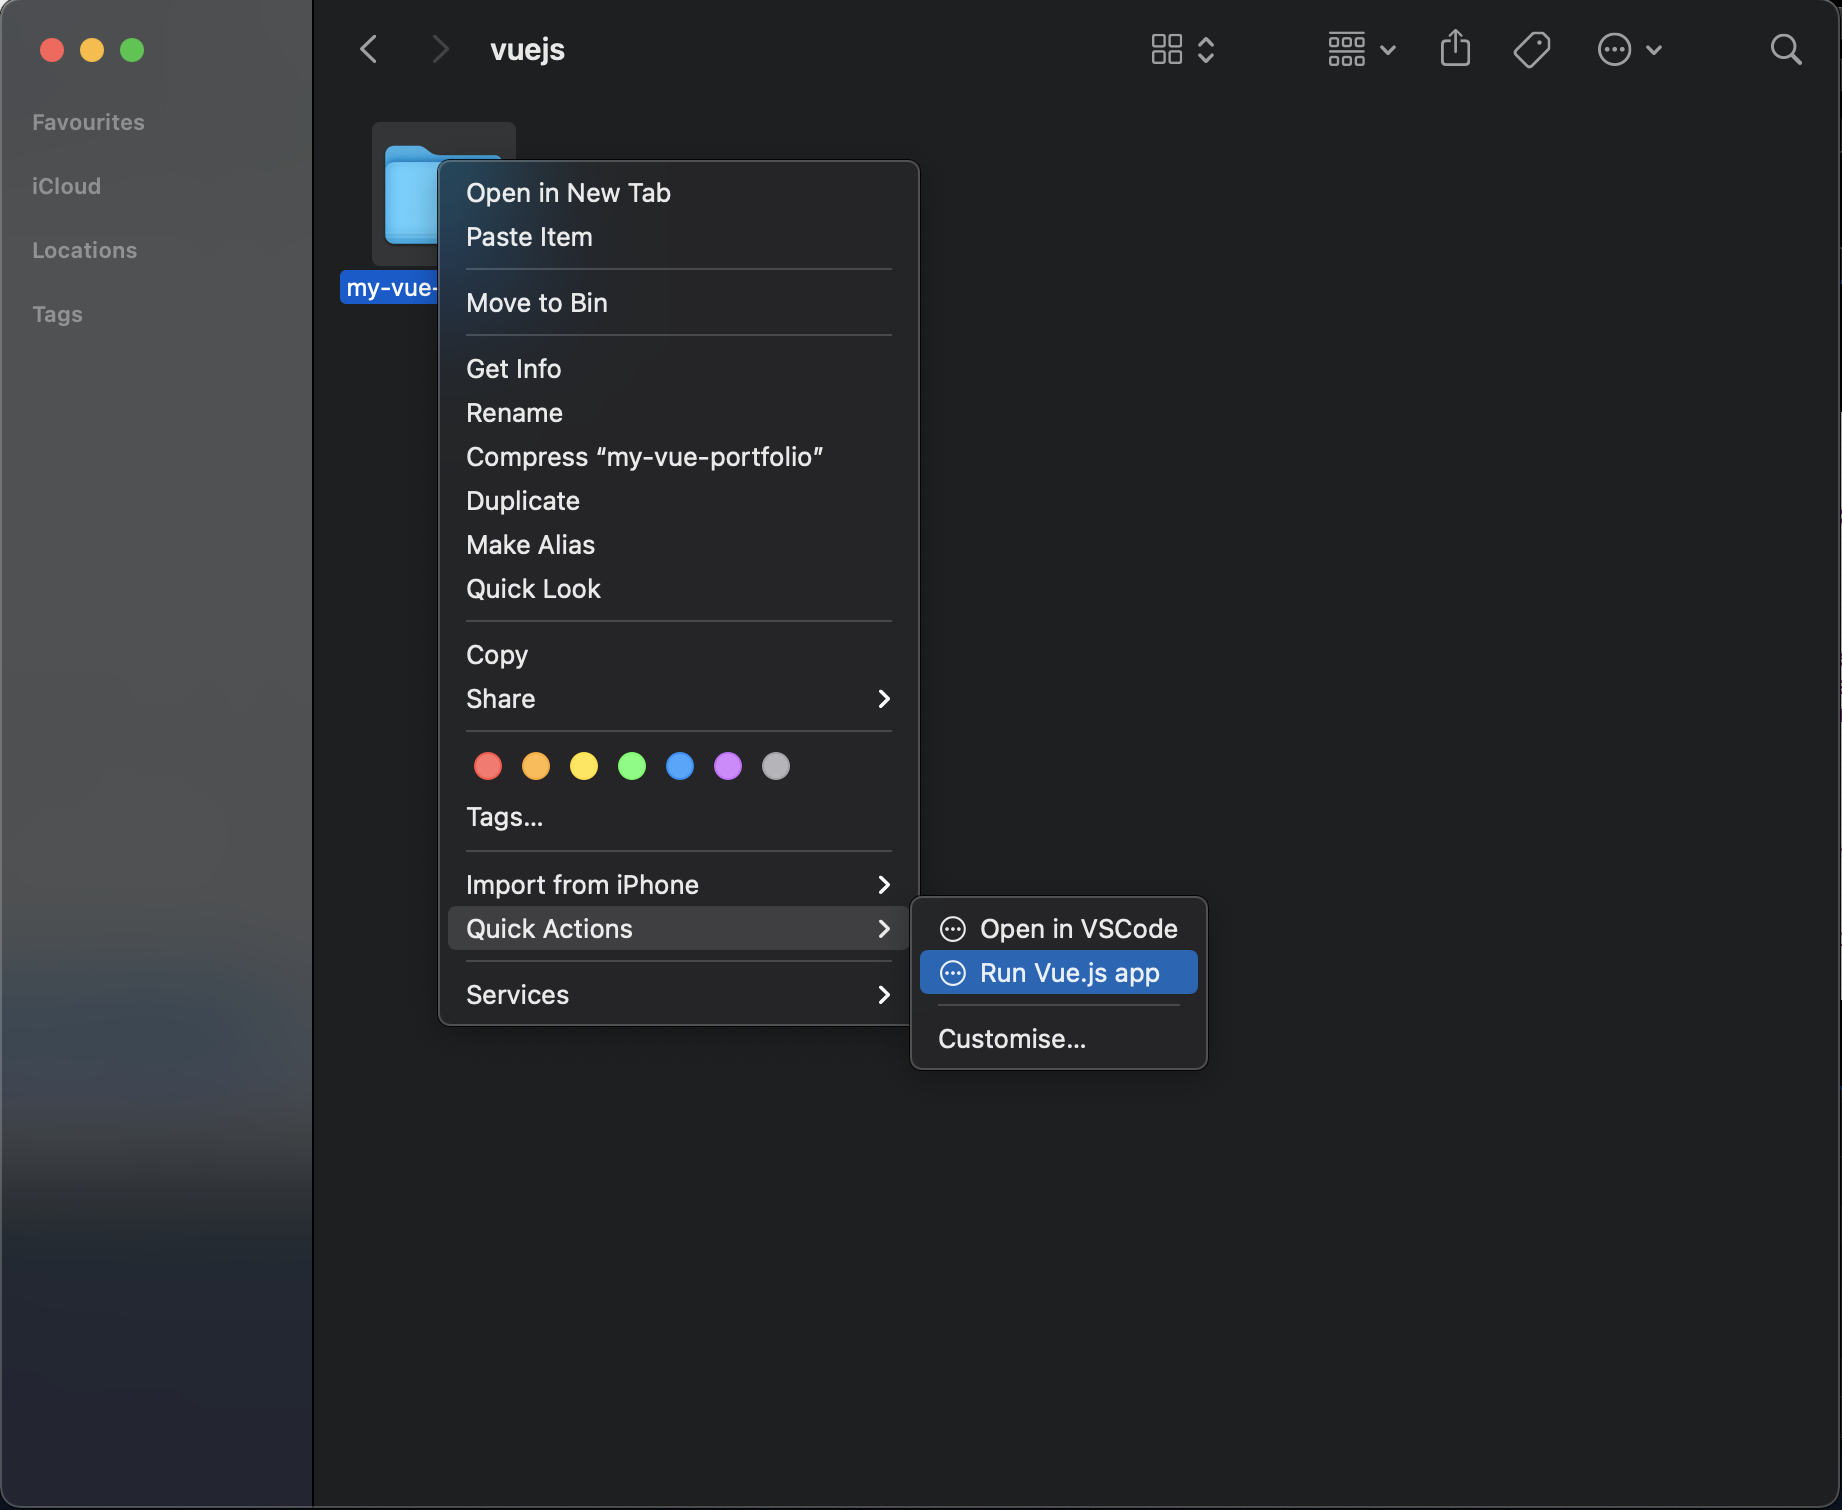 vuejs
Favourites
iCloud
Locations
Tags
my-vue-
Open in New Tab
Paste Item
Move to Bin
Get Info
Rename
Compress “my-vue-portfolio”
Duplicate
Make Alias
Quick Look
Copy
Share
Tags...
Import from iPhone
Quick Actions
Services
Open in VSCode
Run Vue.js app
Customise...